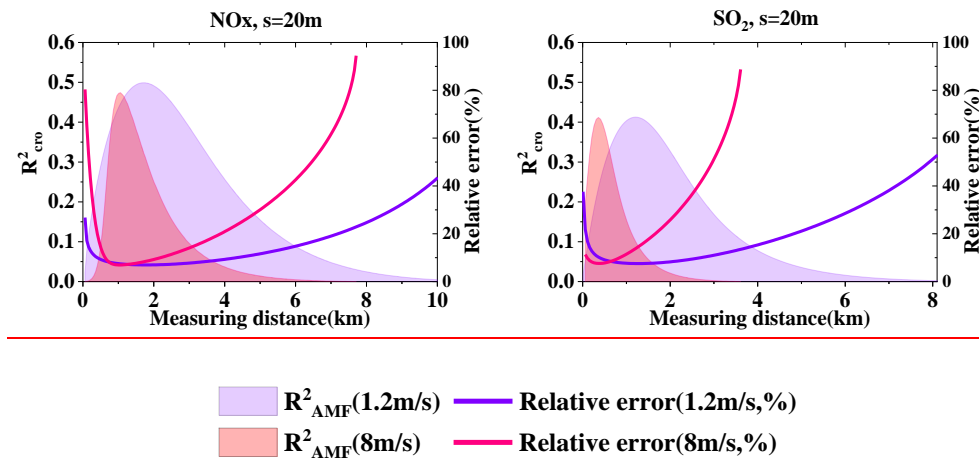 NOx, s=20m
0.6
0.5
0.4
0.3
0.2
0.1
0.0
R²cro
100
80
60
40
20
0
Relative error(%)
0 2 4 6 8 10
Measuring distance(km)
SO₂, s=20m
0.6
0.5
0.4
0.3
0.2
0.1
0.0
R²cro
100
80
60
40
20
0
Relative error(%)
0 2 4 6 8
Measuring distance(km)
R²AMF(1.2m/s) Relative error(1.2m/s,%)
R²AMF(8m/s) Relative error(8m/s,%)